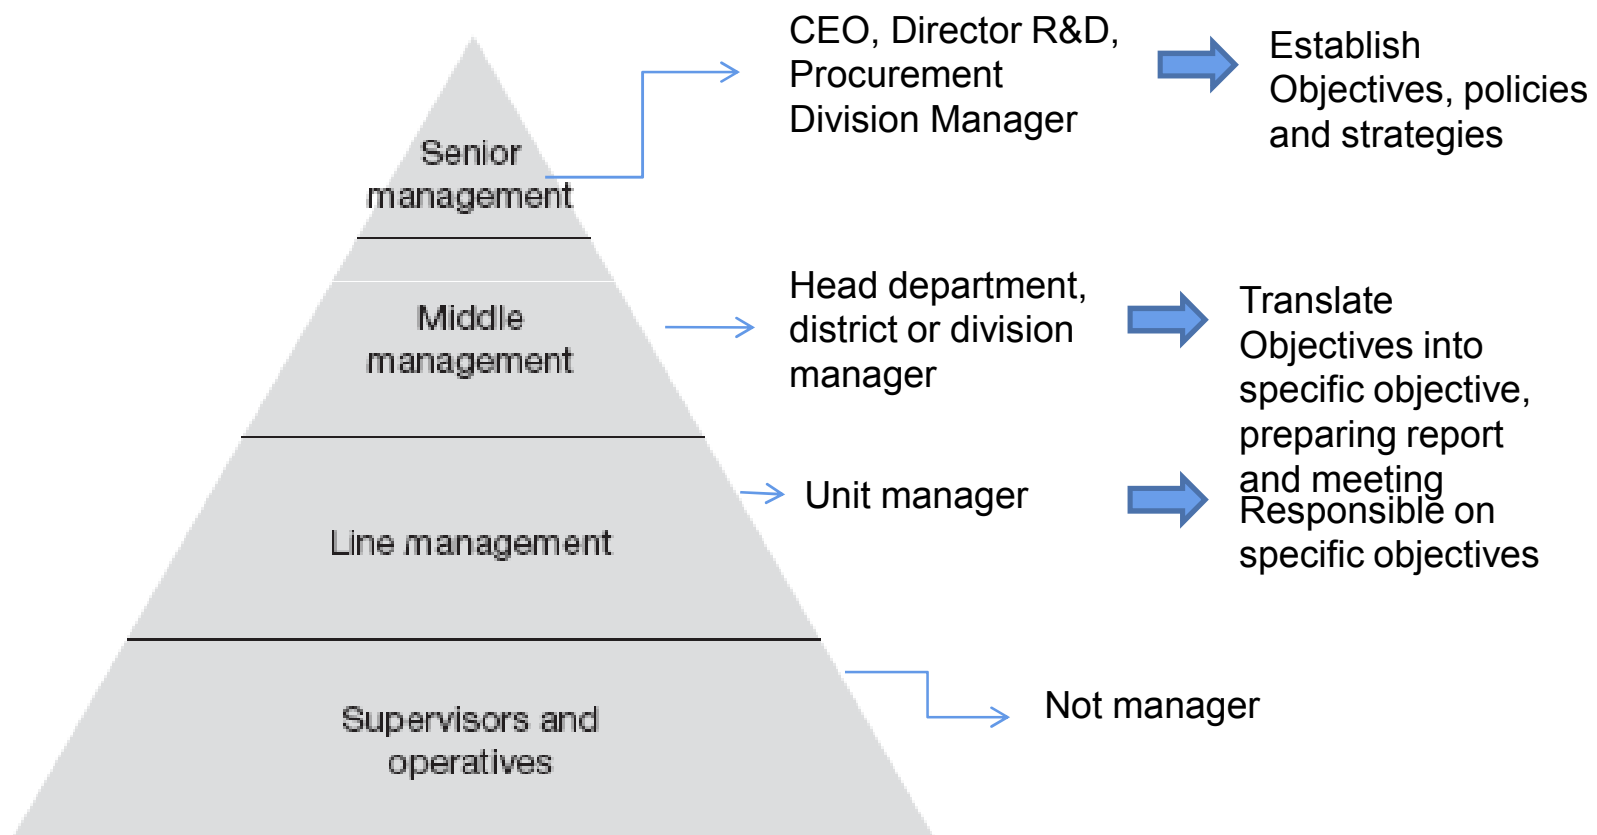 Senior
management
CEO, Director R&D,
Procurement
Division Manager
Establish
Objectives, policies
and strategies
Middle
management
Head department,
district or division
manager
Translate
Objectives into
specific objective,
preparing report
and meeting
Line management
Unit manager
Responsible on
specific objectives
Supervisors and
operatives
Not manager